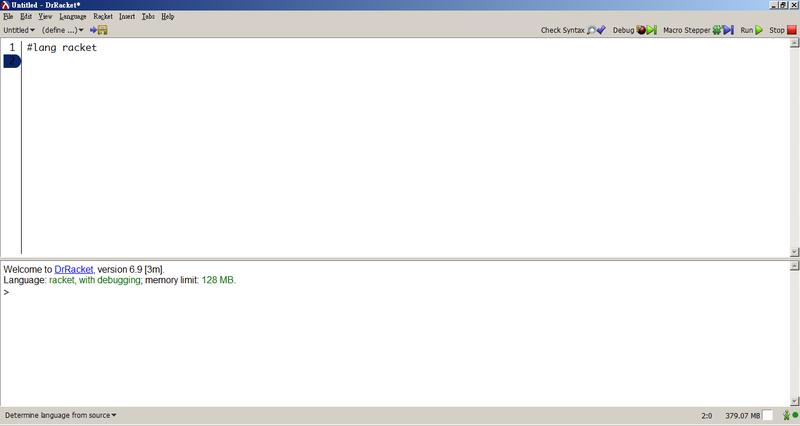 Untitled - DrRacket*
File Edit View Language Racket Insert Tabs Help
Untitled (define ...) Check Syntax Debug Macro Stepper Run Stop
1 #lang racket
2
Welcome to DrRacket, version 6.9 [3m].
Language: racket, with debugging; memory limit: 128 MB.
>
Determine language from source 2:0 379.07 MB